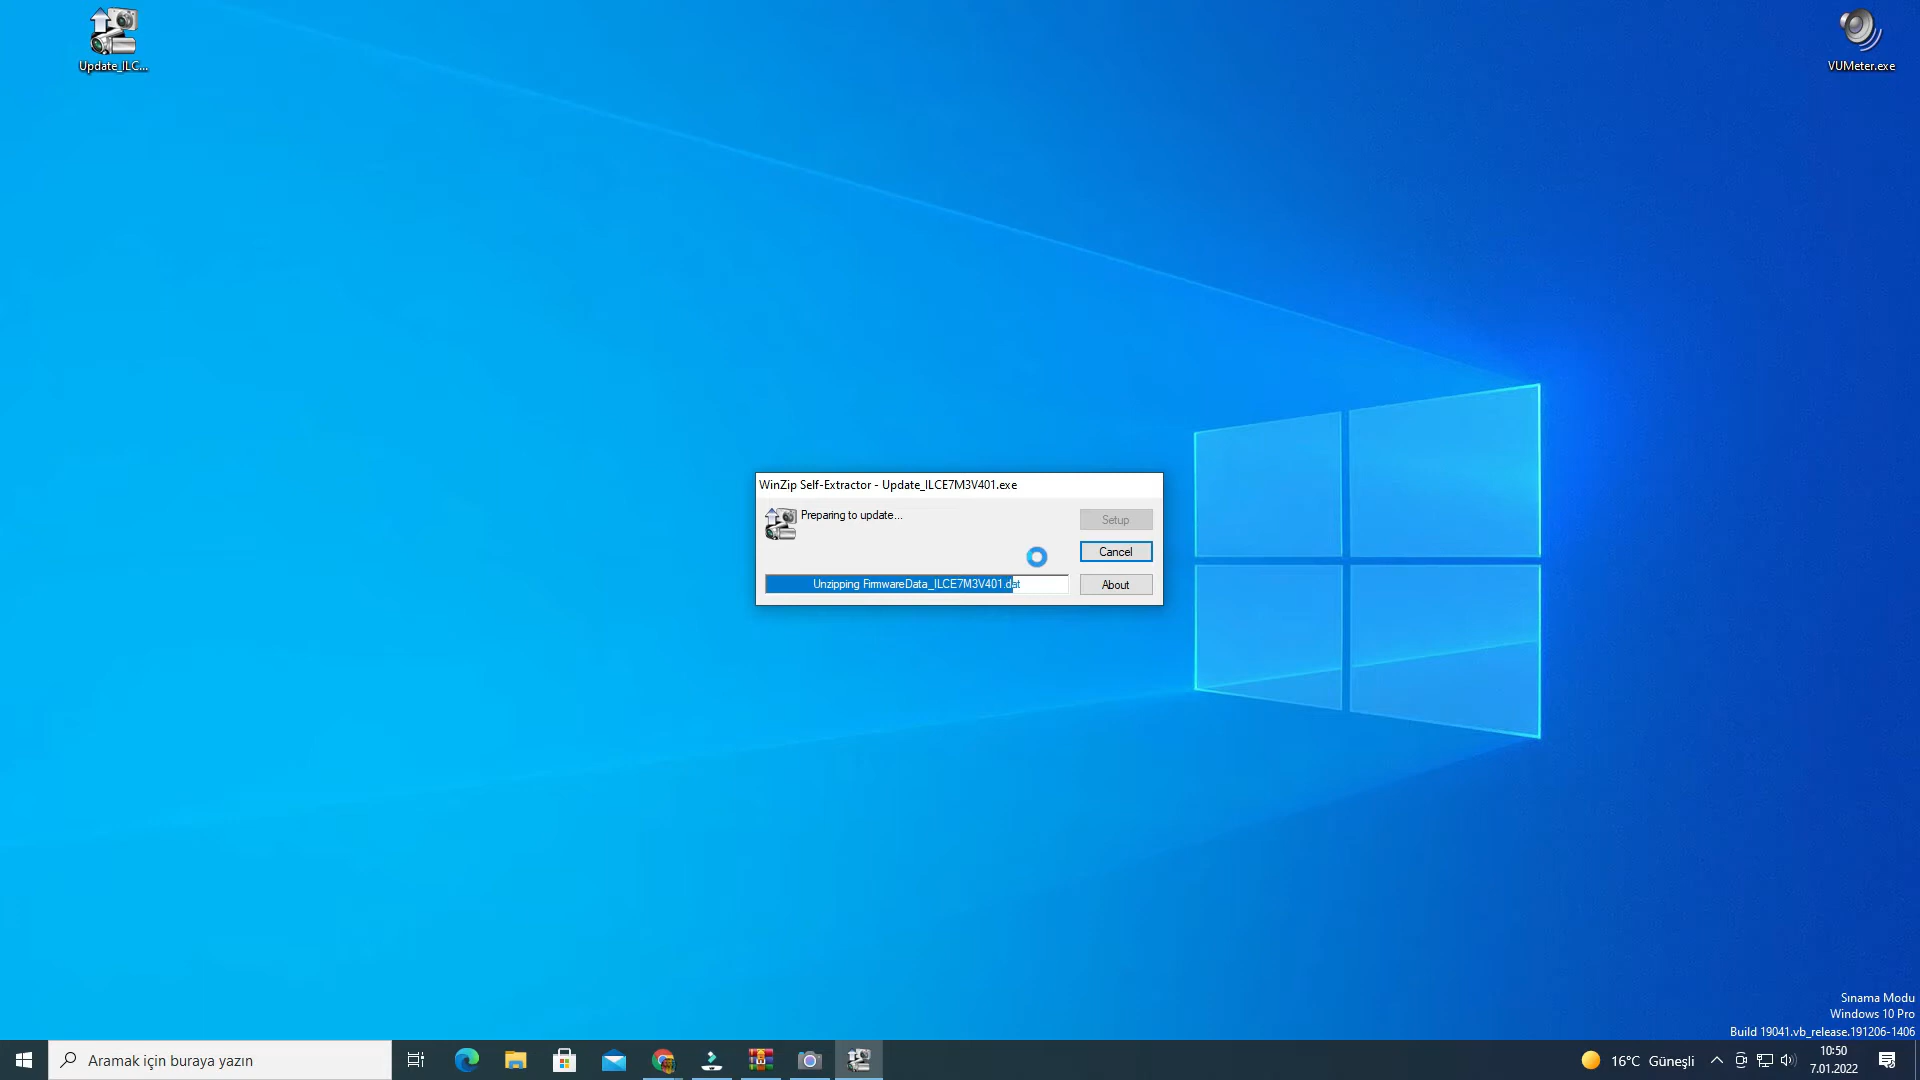 Update_ILC...
VUMeter.exe
WinZip Self-Extractor - Update_ILCE7M3V401.exe
Preparing to update...
Setup
Cancel
Unzipping FirmwareData_ILCE7M3V401.dat
About
Sınama Modu
Windows 10 Pro
Build 19041.vb_release.191206-1406
Aramak için buraya yazın
16°C Güneşli
10:50
7.01.2022